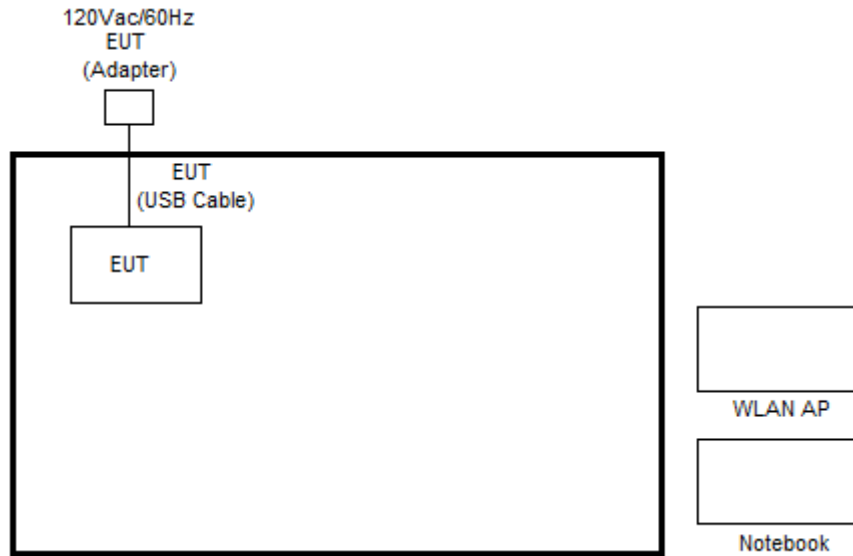 120Vac/60Hz
EUT
(Adapter)
EUT
(USB Cable)
EUT
WLAN AP
Notebook